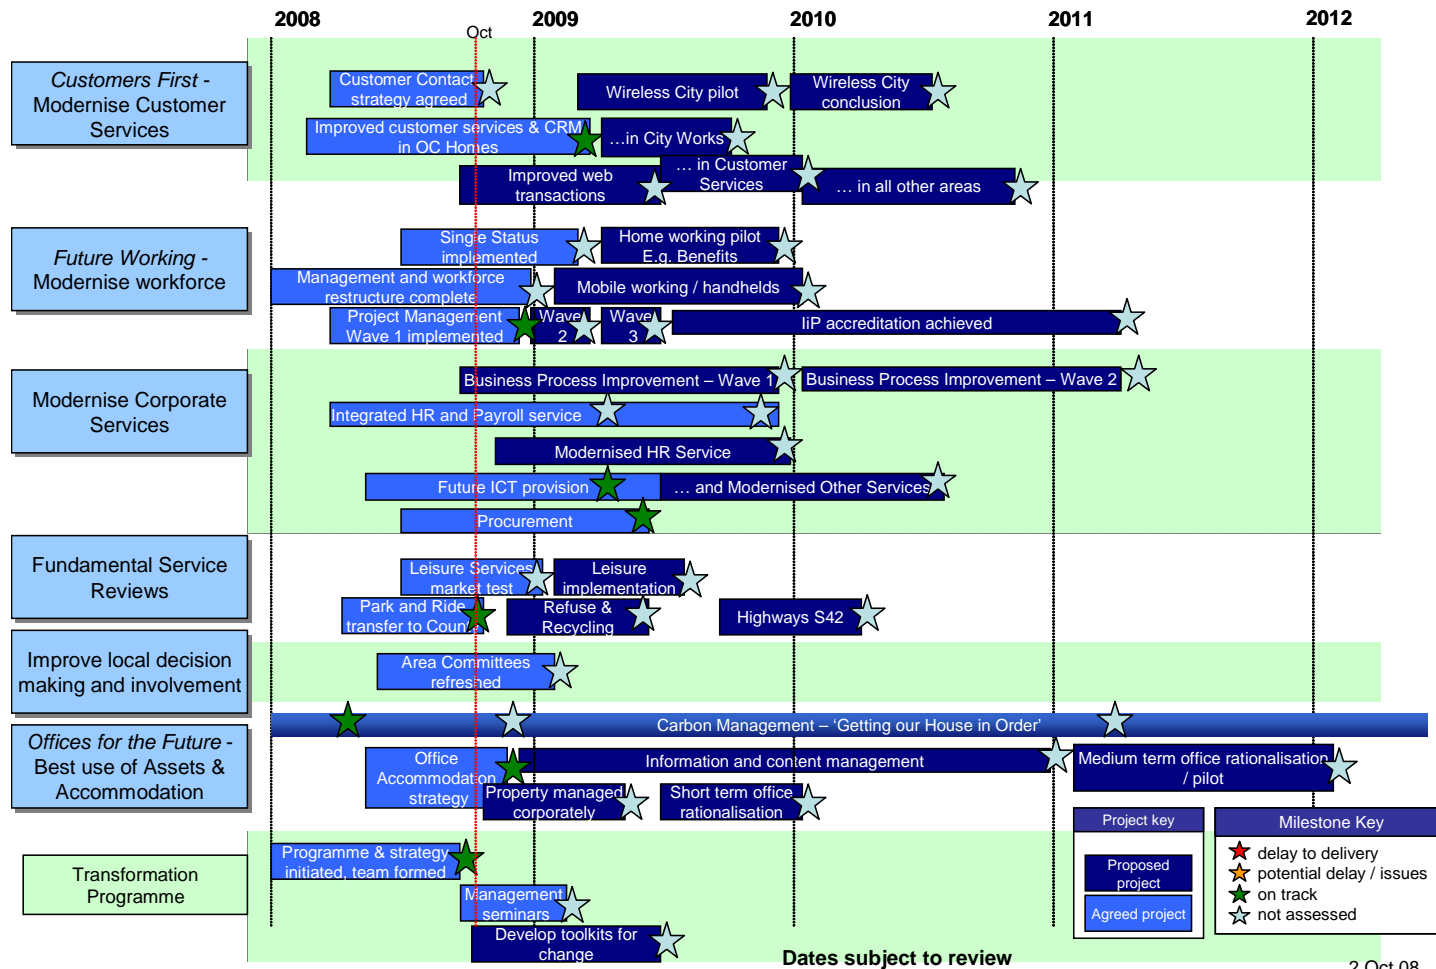 2008
2009
2010
2011
2012
Oct
Customers First -
Modernise Customer
Services
Customer Contact
strategy agreed
Wireless City pilot
Wireless City
conclusion
Improved customer services & CRM
in OC Homes
…in City Works
Improved web
transactions
… in Customer
Services
… in all other areas
Future Working -
Modernise workforce
Single Status
implemented
Home working pilot
E.g. Benefits
Management and workforce
restructure complete
Mobile working / handhelds
Project Management
Wave 1 implemented
Wave
2
Wave
3
IiP accreditation achieved
Modernise Corporate
Services
Business Process Improvement – Wave 1
Business Process Improvement – Wave 2
Integrated HR and Payroll service
Modernised HR Service
Future ICT provision
… and Modernised Other Services
Procurement
Fundamental Service
Reviews
Leisure Services
market test
Leisure
implementation
Park and Ride
transfer to Coun
Refuse &
Recycling
Highways S42
Improve local decision
making and involvement
Area Committees
refreshed
Carbon Management – ‘Getting our House in Order’
Offices for the Future -
Best use of Assets &
Accommodation
Office
Accommodation
strategy
Information and content management
Medium term office rationalisation
/ pilot
Property managed
corporately
Short term office
rationalisation
Transformation
Programme
Programme & strategy
initiated, team formed
Management
seminars
Develop toolkits for
change
Project key
Proposed
project
Agreed project
Milestone Key
delay to delivery
potential delay / issues
on track
not assessed
Dates subject to review
2 Oct 08